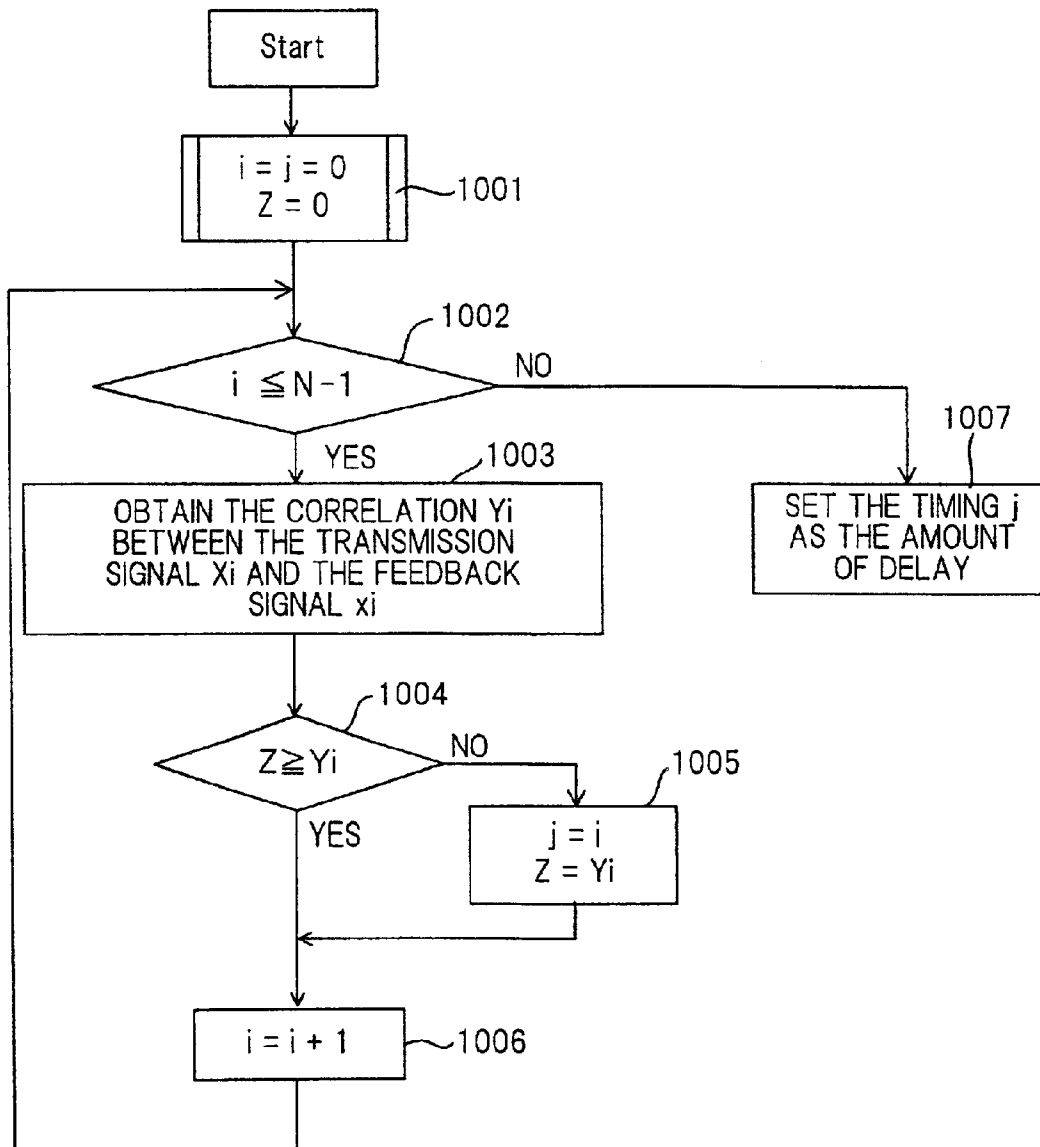 Start
i = j = 0
Z = 0
1001
1002
i ≦ N-1
NO
YES
1003
OBTAIN THE CORRELATION Yi
BETWEEN THE TRANSMISSION
SIGNAL Xi AND THE FEEDBACK
SIGNAL xi
1007
SET THE TIMING j
AS THE AMOUNT
OF DELAY
1004
Z ≧ Yi
NO
YES
1005
j = i
Z = Yi
i = i + 1
1006